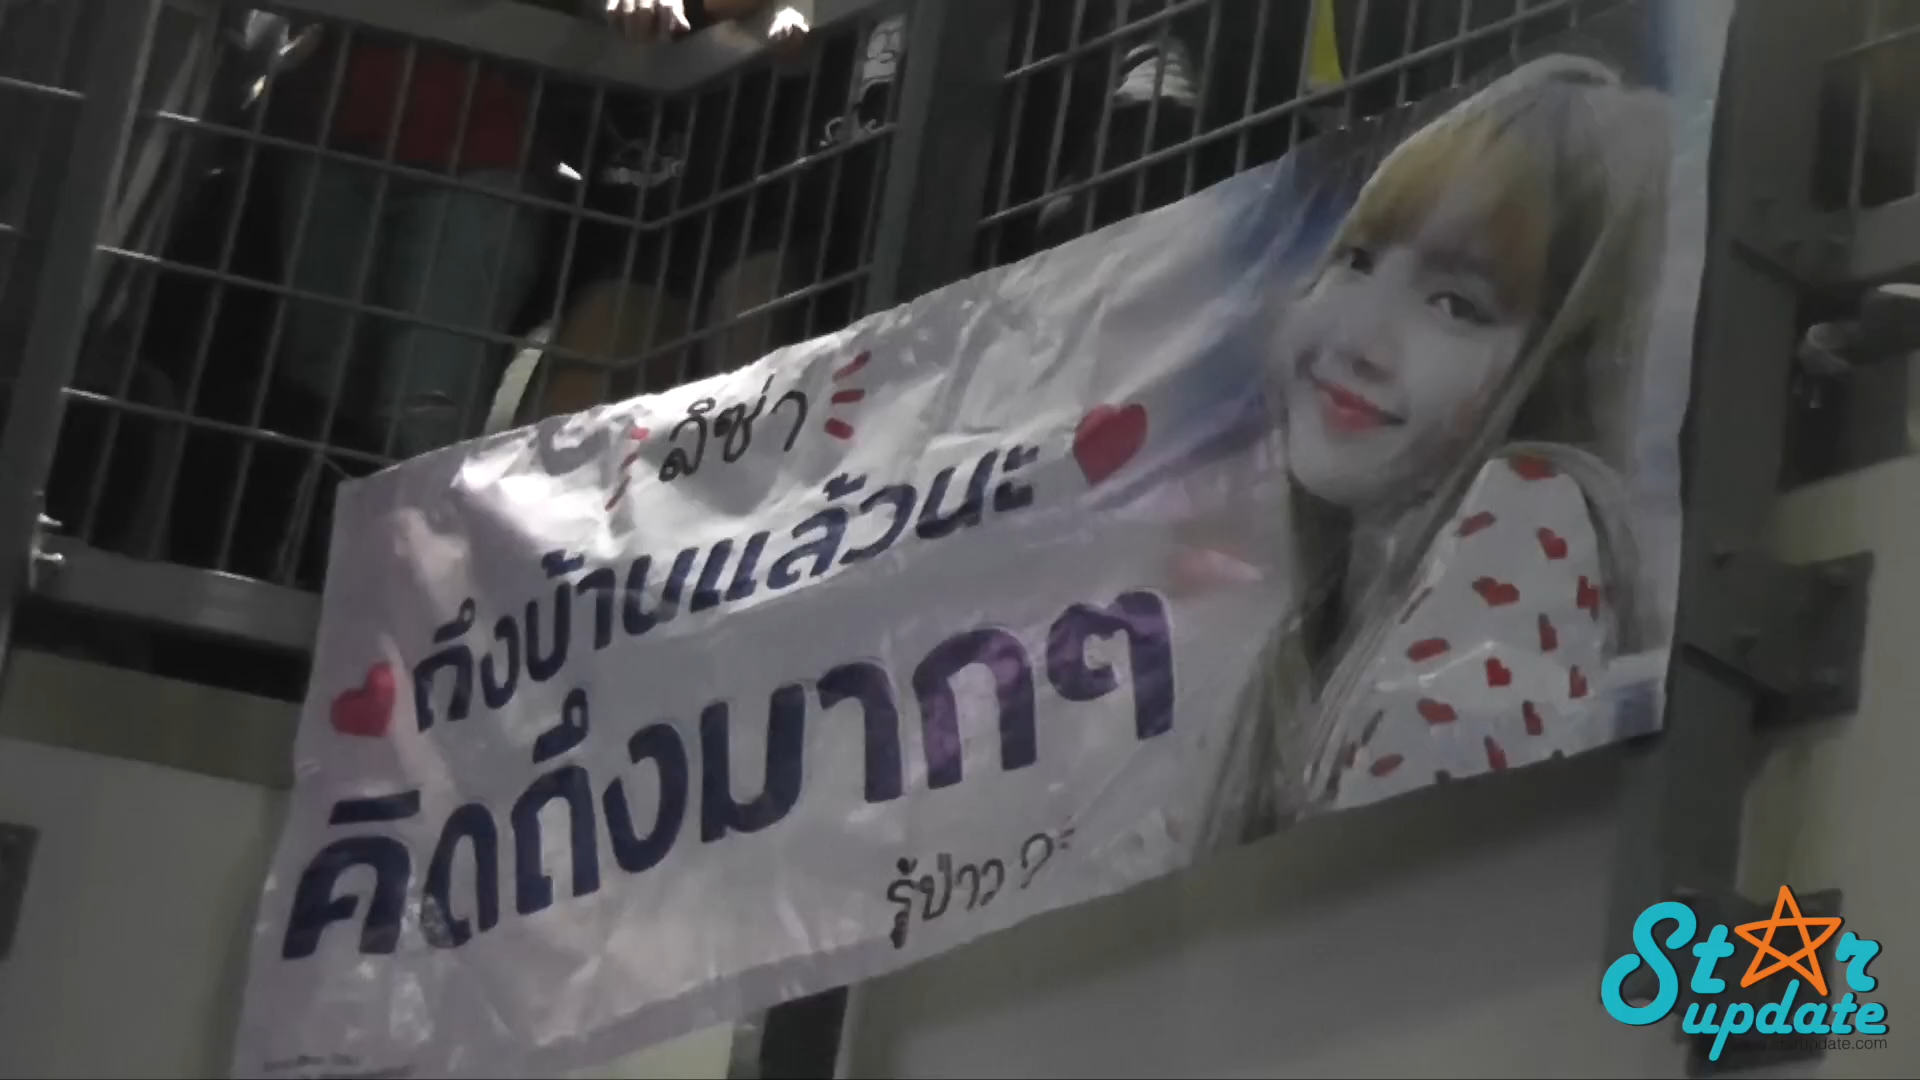 ลิซ่า
ถึงบ้านแล้วนะ
คิดถึงมากๆ
รู้ป่าว
Star
update